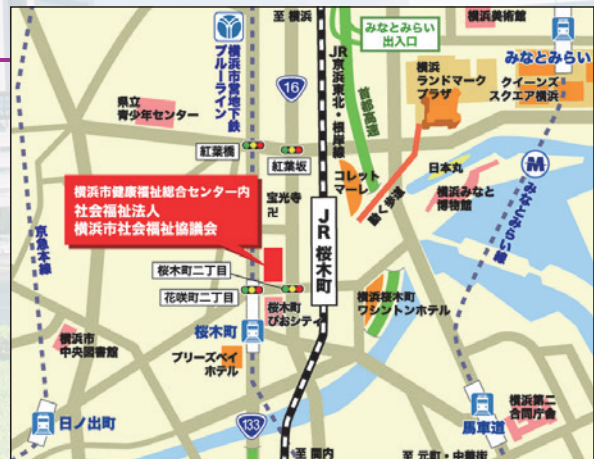 至 横浜
横浜市営地下鉄
ブルーライン
16
JR京浜東北・根岸線
首都高速
みなとみらい
出入口
横浜美術館
みなとみらい
横浜
ランドマーク
プラザ
クイーンズ
スクエア横浜
県立
青少年センター
紅葉橋
紅葉坂
コレット
マーレ
動く歩道
日本丸
横浜みなと
博物館
M
みなとみらい線
横浜市健康福祉総合センター内
社会福祉法人
横浜市社会福祉協議会
宝光寺
卍
JR 桜木町
京急本線
桜木町二丁目
花咲町二丁目
桜木町
ぴおシティ
横浜桜木町
ワシントンホテル
横浜市
中央図書館
桜木町
ブリーズベイ
ホテル
日ノ出町
133
至 関内
馬車道
横浜第二
合同庁舎
至 元町・中華街